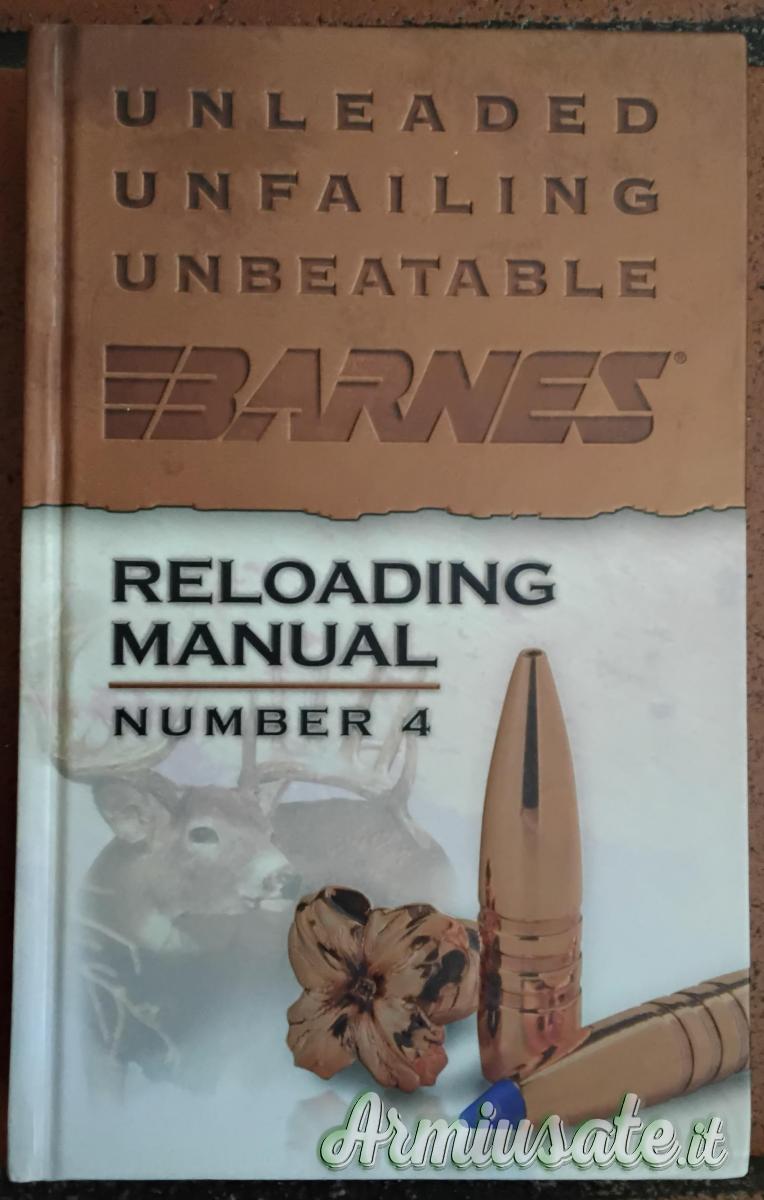 UNLEADED
UNFAILING
UNBEATABLE
BARNES®
RELOADING
MANUAL
NUMBER 4
Armiusate.it